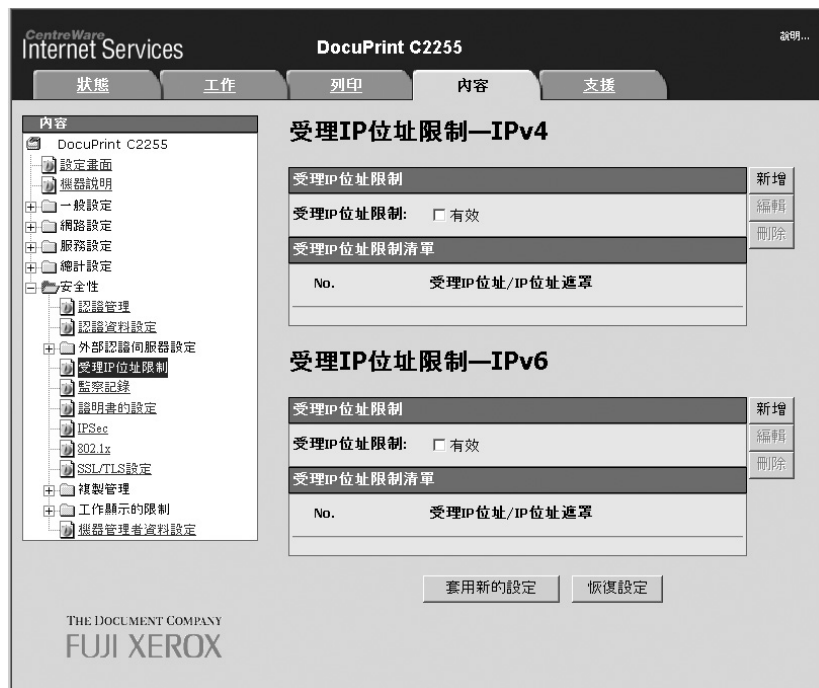 CentreWare
Internet Services
DocuPrint C2255
說明...
狀態
工作
列印
內容
支援
內容
DocuPrint C2255
設定畫面
機器說明
一般設定
網路設定
服務設定
總計設定
安全性
認證管理
認證資料設定
外部認證伺服器設定
受理IP位址限制
監察記錄
證明書的設定
IPSec
802.1x
SSL/TLS設定
複製管理
工作顯示的限制
機器管理者資料設定
受理IP位址限制—IPv4
受理IP位址限制
新增
受理IP位址限制: 有效
編輯
刪除
受理IP位址限制清單
No. 受理IP位址/IP位址遮罩
受理IP位址限制—IPv6
受理IP位址限制
新增
受理IP位址限制: 有效
編輯
刪除
受理IP位址限制清單
No. 受理IP位址/IP位址遮罩
套用新的設定
恢復設定
THE DOCUMENT COMPANY
FUJI XEROX